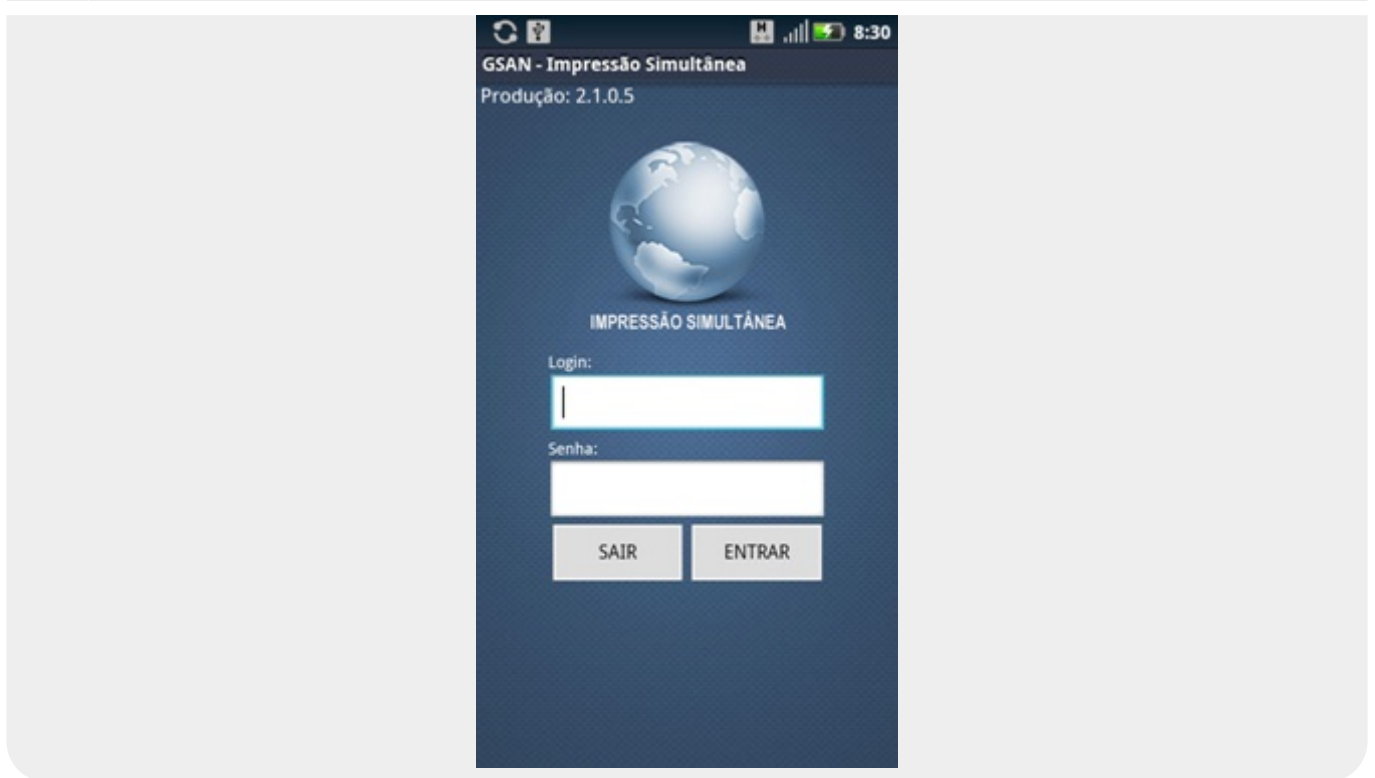 8:30
GSAN - Impressão Simultânea
Produção: 2.1.0.5
IMPRESSÃO SIMULTÂNEA
Login:
Senha:
SAIR ENTRAR